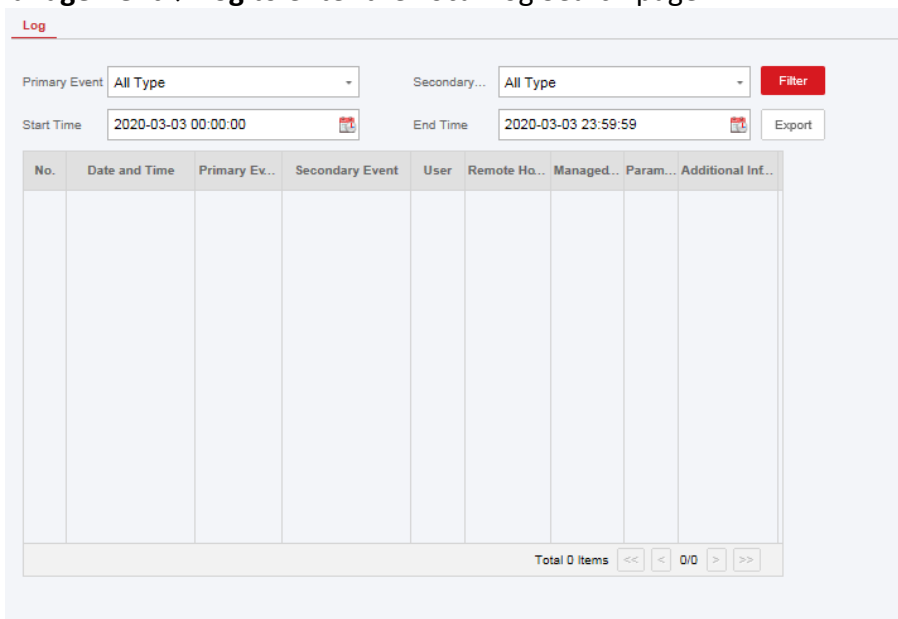 Log
Primary Event All Type Secondary... All Type Filter
Start Time 2020-03-03 00:00:00 End Time 2020-03-03 23:59:59 Export
No. Date and Time Primary Ev... Secondary Event User Remote Ho... Managed... Param... Additional Inf...
Total 0 Items << < 0/0 > >>